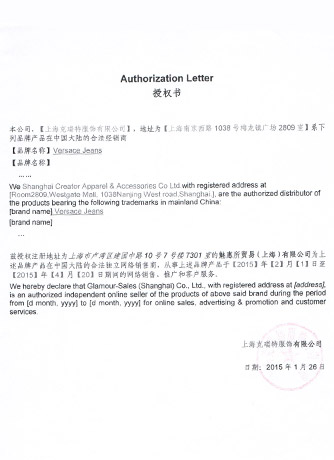 Authorization Letter
授权书
本公司，【上海克瑞特服饰有限公司】，地址为【上海南京西路 1038 号梅龙镇广场 2809 室】系下
列品牌产品在中国大陆的合法经销商
【品牌名称】Versace Jeans
【品牌名称】
……
We Shanghai Creator Apparel & Accessories Co Ltd with registered address at
[Room2809,Westgate Mall, 1038Nanjing West road,Shanghai ], are the authorized distributor of
the products bearing the following trademarks in mainland China:
[brand name] Versace Jeans
[brand name]
...
兹授权注册地址为上海市卢湾区建国中路 10 号 7 号楼 7301 室的魅惠所贸易（上海）有限公司为上
述品牌产品在中国大陆的合法独立网络销售商，从事上述品牌产品于【2015】年【2】月【1】日至
【2015】年【4】月【20】日期间的网络销售、推广和客户服务。
We hereby declare that Glamour-Sales (Shanghai) Co., Ltd., with registered address at [address],
is an authorized independent online seller of the products of above said brand during the period
from [d month, yyyy] to [d month, yyyy] for online sales, advertising & promotion and customer
services.
上海克瑞特服饰有限公司
日期：2015 年 1 月 26 日